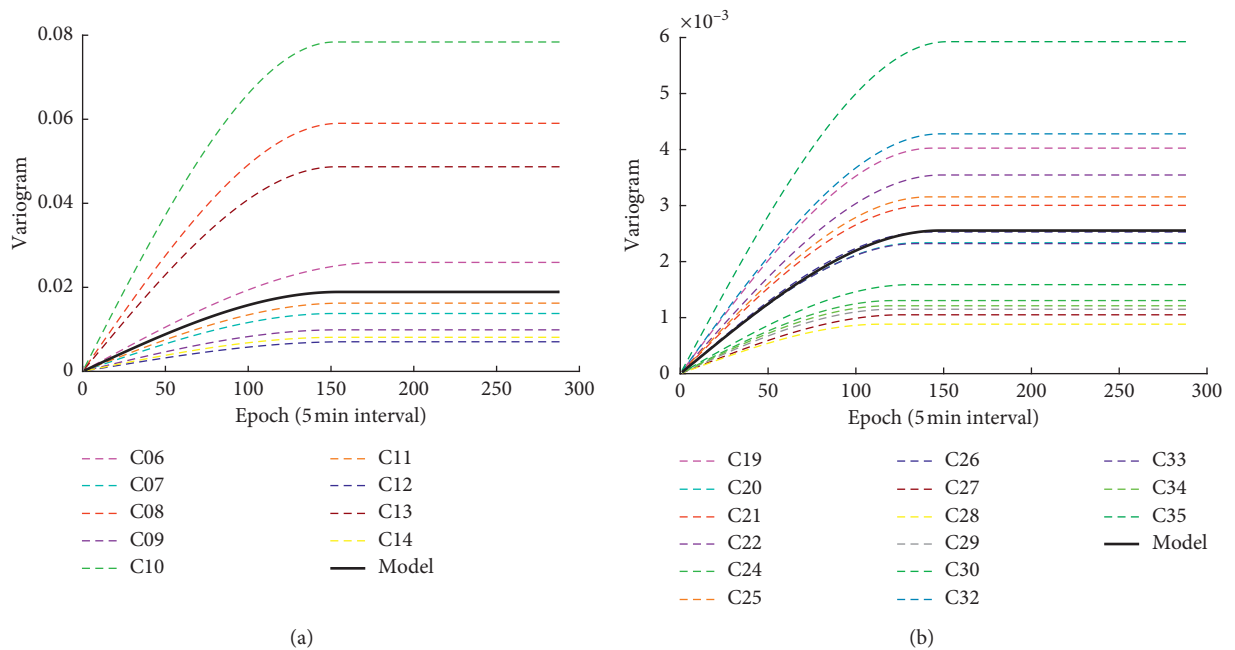 0.08
0.06
0.04
0.02
0
Variogram
0 50 100 150 200 250 300
Epoch (5 min interval)
C06
C07
C08
C09
C10
C11
C12
C13
C14
Model
(a)
×10⁻³
6
5
4
3
2
1
0
Variogram
0 50 100 150 200 250 300
Epoch (5 min interval)
C19
C20
C21
C22
C24
C25
C26
C27
C28
C29
C30
C32
C33
C34
C35
Model
(b)